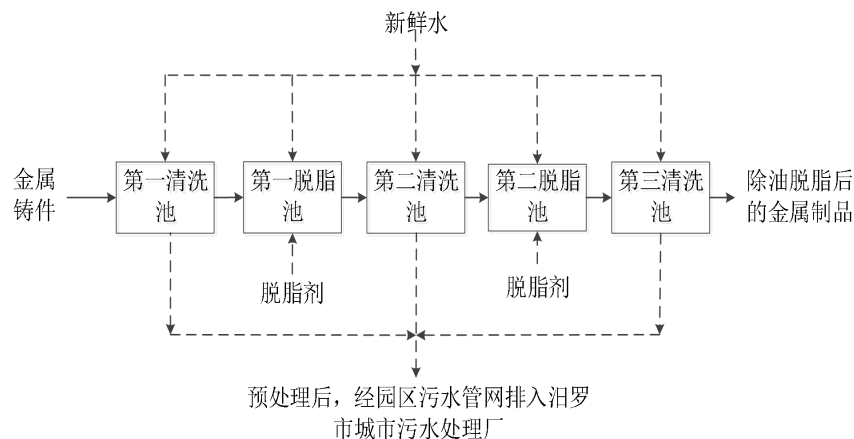 新鲜水
金属
铸件
第一清洗
池
第一脱脂
池
第二清洗
池
第二脱脂
池
第三清洗
池
除油脱脂后
的金属制品
脱脂剂
脱脂剂
预处理后，经园区污水管网排入汨罗
市城市污水处理厂